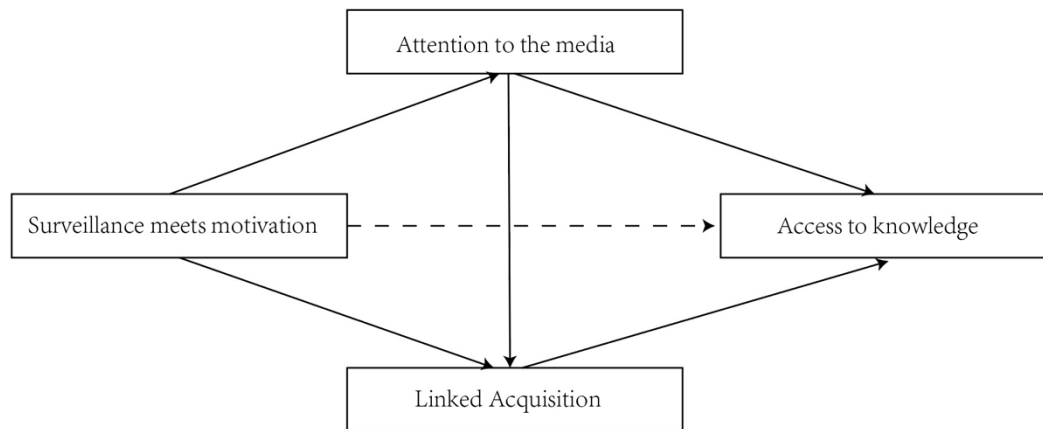 Attention to the media
Surveillance meets motivation
Access to knowledge
Linked Acquisition